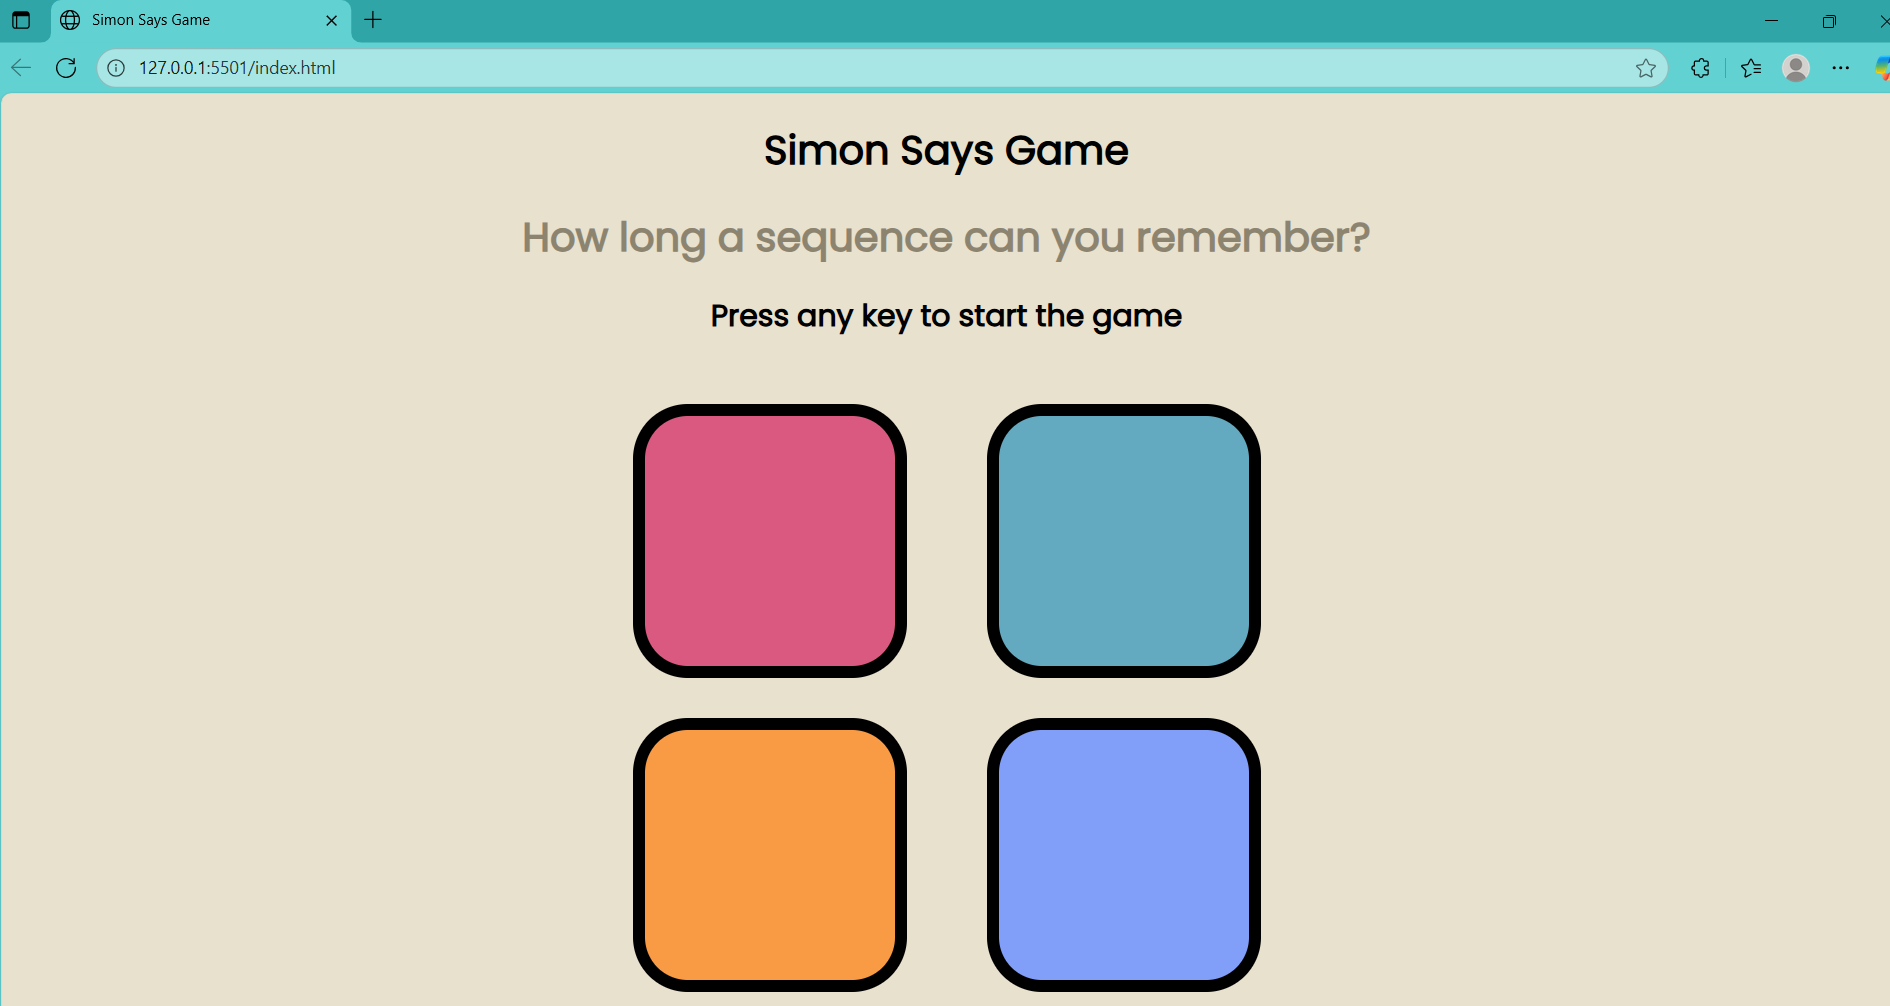 Simon Says Game
127.0.0.1:5501/index.html
Simon Says Game
How long a sequence can you remember?
Press any key to start the game